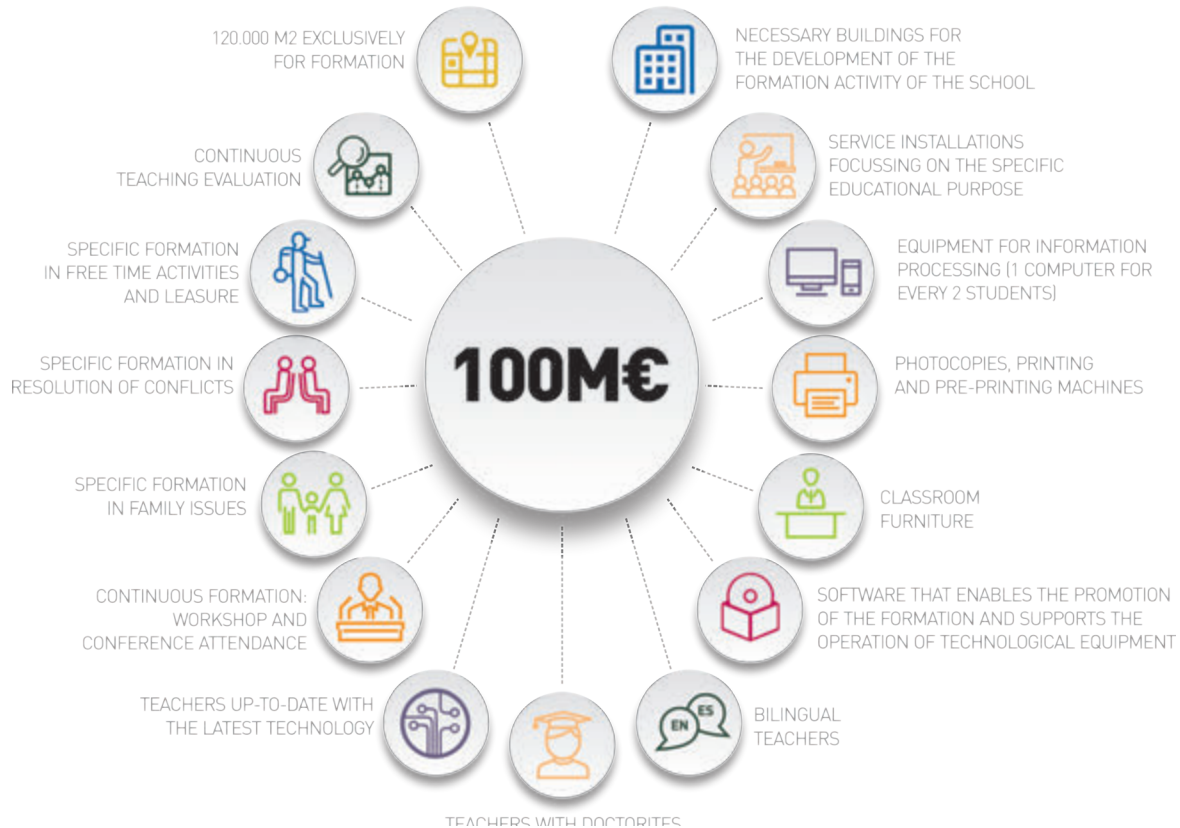 120.000 M2 EXCLUSIVELY
FOR FORMATION
NECESSARY BUILDINGS FOR
THE DEVELOPMENT OF THE
FORMATION ACTIVITY OF THE SCHOOL
CONTINUOUS
TEACHING EVALUATION
SERVICE INSTALLATIONS
FOCUSSING ON THE SPECIFIC
EDUCATIONAL PURPOSE
SPECIFIC FORMATION
IN FREE TIME ACTIVITIES
AND LEASURE
EQUIPMENT FOR INFORMATION
PROCESSING (1 COMPUTER FOR
EVERY 2 STUDENTS)
100M€
SPECIFIC FORMATION IN
RESOLUTION OF CONFLICTS
PHOTOCOPIES, PRINTING
AND PRE-PRINTING MACHINES
SPECIFIC FORMATION
IN FAMILY ISSUES
CLASSROOM
FURNITURE
CONTINUOUS FORMATION:
WORKSHOP AND
CONFERENCE ATTENDANCE
SOFTWARE THAT ENABLES THE PROMOTION
OF THE FORMATION AND SUPPORTS THE
OPERATION OF TECHNOLOGICAL EQUIPMENT
TEACHERS UP-TO-DATE WITH
THE LATEST TECHNOLOGY
EN
ES
BILINGUAL
TEACHERS
TEACHERS WITH DOCTORITES